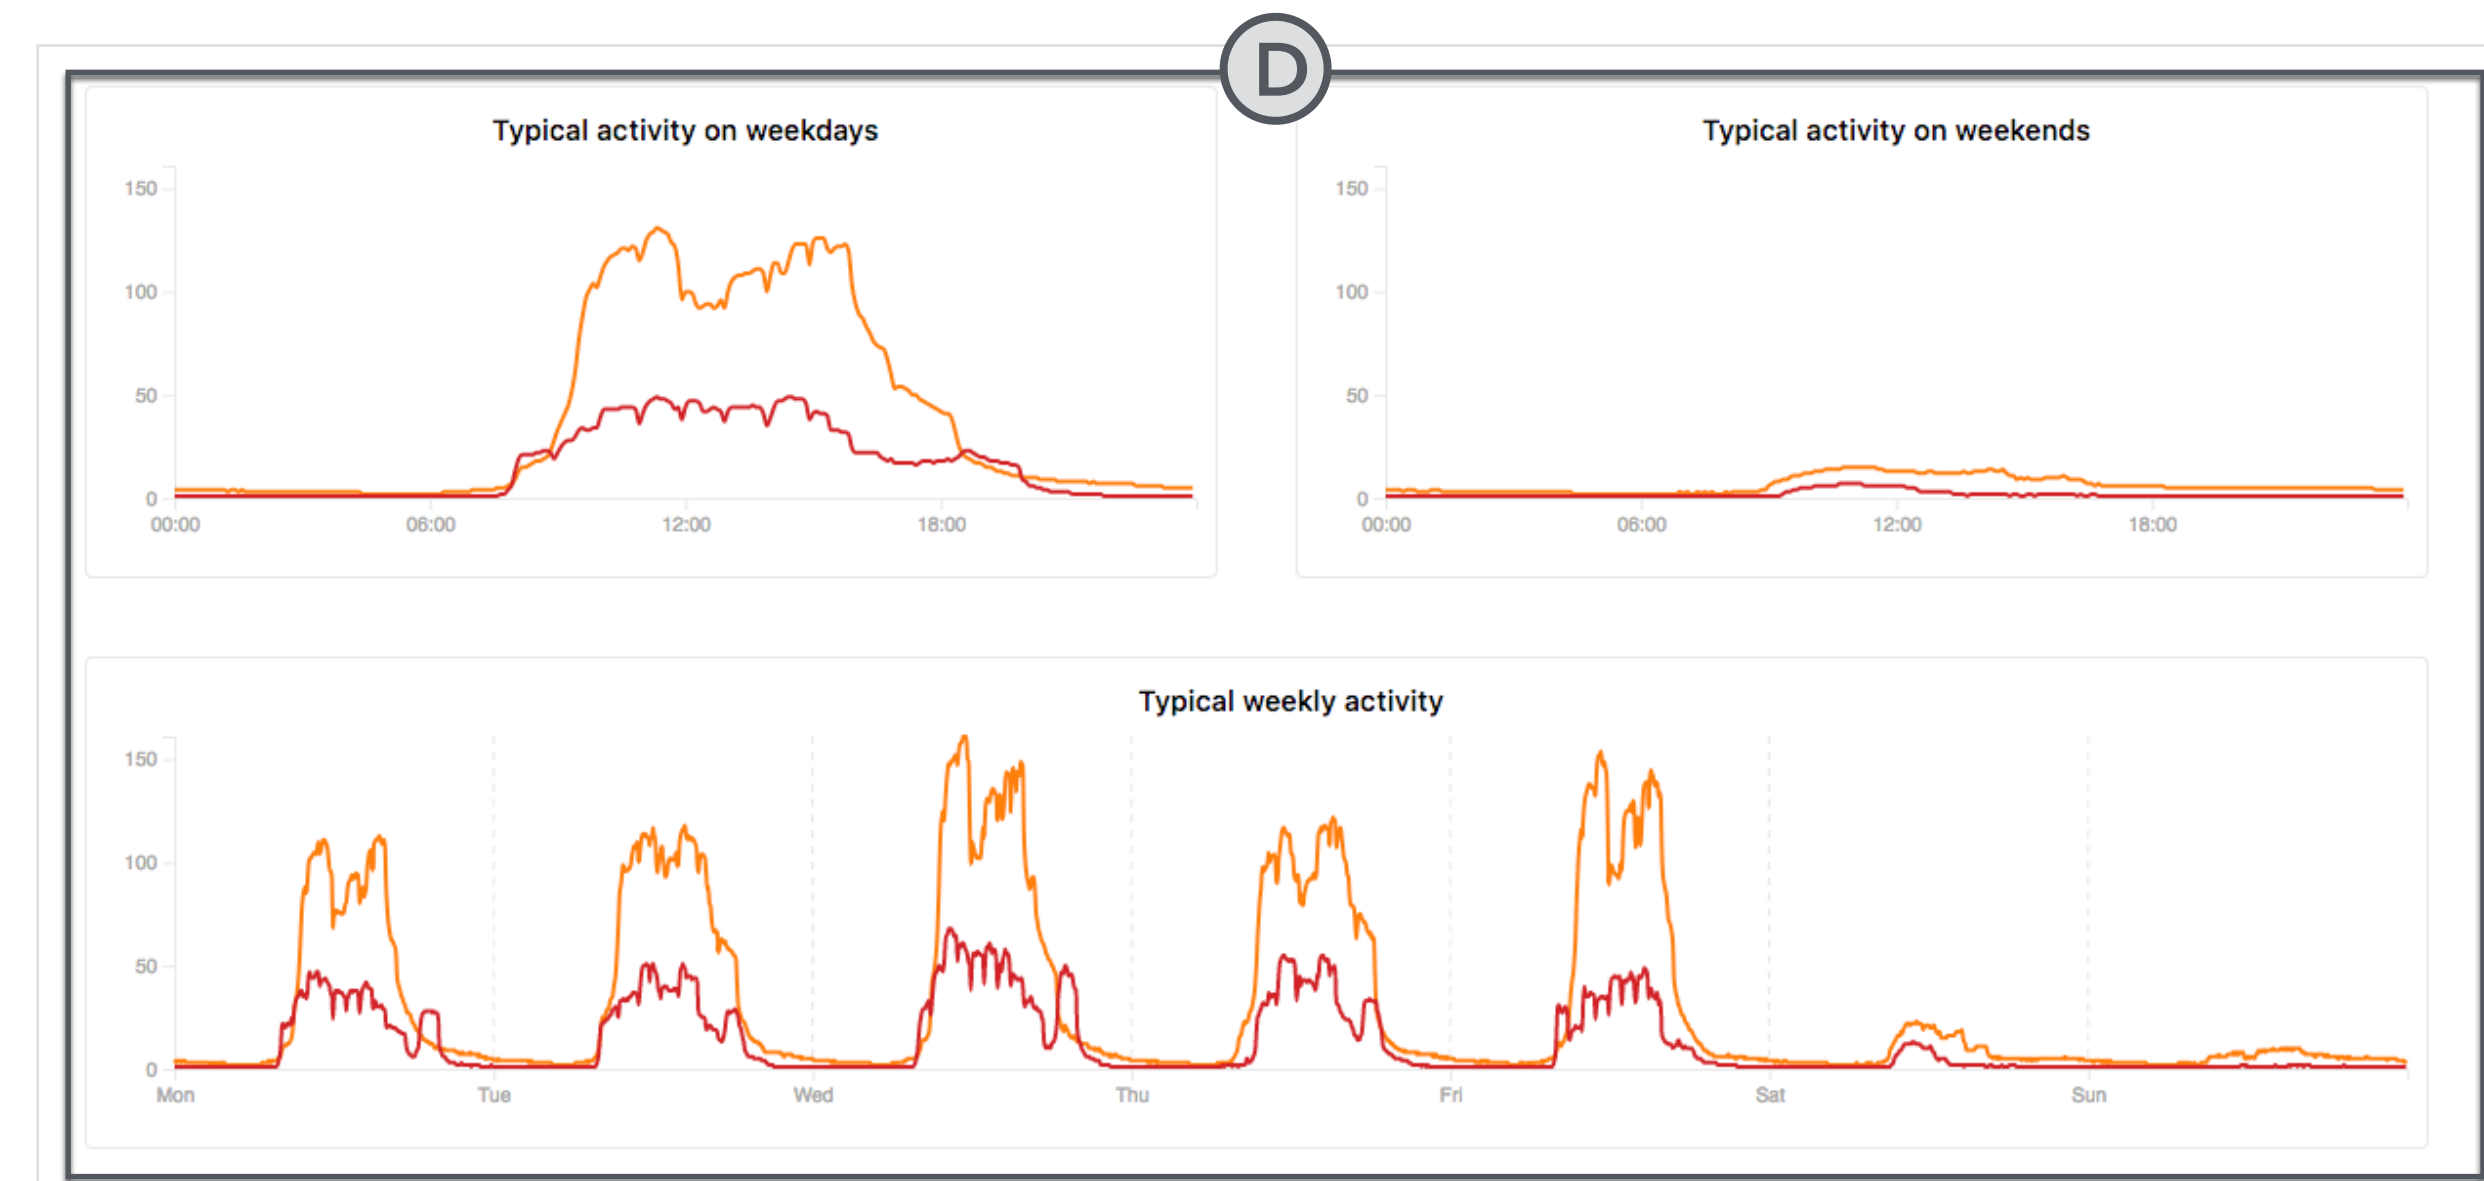 D
Typical activity on weekdays
150
100
50
0
00:00 06:00 12:00 18:00
Typical activity on weekends
150
100
50
0
00:00 06:00 12:00 18:00
Typical weekly activity
150
100
50
0
Mon Tue Wed Thu Fri Sat Sun